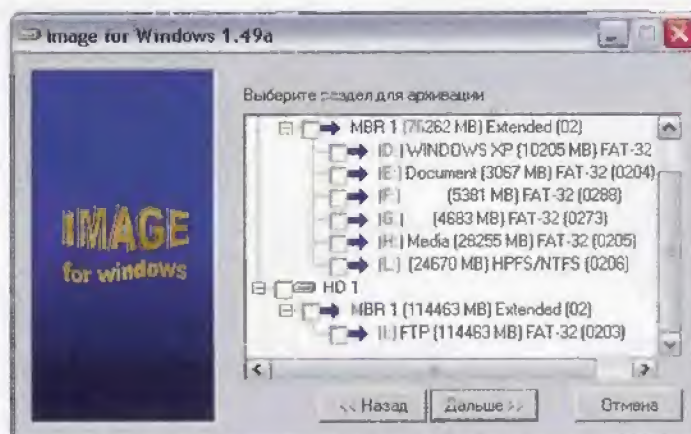 Image for Windows 1.49a
IMAGE
for windows
Выберите раздел для архивации
MBR 1 (76262 MB) Extended (02)
(D:) WINDOWS XP (10205 MB) FAT-32
(E:) Document (3067 MB) FAT-32 (0204)
(F:) (5381 MB) FAT-32 (0288)
(G:) (4683 MB) FAT-32 (0273)
(H:) Media (28255 MB) FAT-32 (0205)
(L:) (24670 MB) HPFS/NTFS (0206)
HD 1
MBR 1 (114463 MB) Extended (02)
(I:) FTP (114463 MB) FAT-32 (0203)
<< Назад
Дальше >>
Отмена